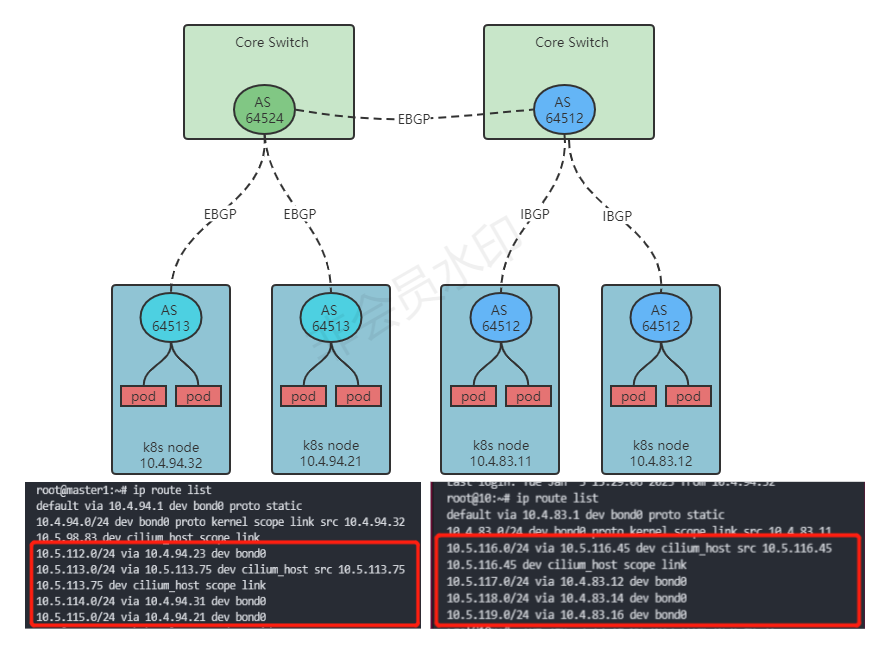 Core Switch
Core Switch
AS
64524
EBGP
AS
64512
EBGP
EBGP
IBGP
IBGP
非会员水印
AS
64513
AS
64513
AS
64512
AS
64512
pod
pod
pod
pod
pod
pod
pod
pod
k8s node
10.4.94.32
k8s node
10.4.94.21
k8s node
10.4.83.11
k8s node
10.4.83.12
root@master1:~# ip route list
default via 10.4.94.1 dev bond0 proto static
10.4.94.0/24 dev bond0 proto kernel scope link src 10.4.94.32
10.5.98.83 dev cilium_host scope link
10.5.112.0/24 via 10.4.94.23 dev bond0
10.5.113.0/24 via 10.5.113.75 dev cilium_host src 10.5.113.75
10.5.113.75 dev cilium_host scope link
10.5.114.0/24 via 10.4.94.31 dev bond0
10.5.115.0/24 via 10.4.94.21 dev bond0
root@10:~# ip route list
default via 10.4.83.1 dev bond0 proto static
10.4.83.0/24 dev bond0 proto kernel scope link src 10.4.83.11
10.5.116.0/24 via 10.5.116.45 dev cilium_host src 10.5.116.45
10.5.116.45 dev cilium_host scope link
10.5.117.0/24 via 10.4.83.12 dev bond0
10.5.118.0/24 via 10.4.83.14 dev bond0
10.5.119.0/24 via 10.4.83.16 dev bond0